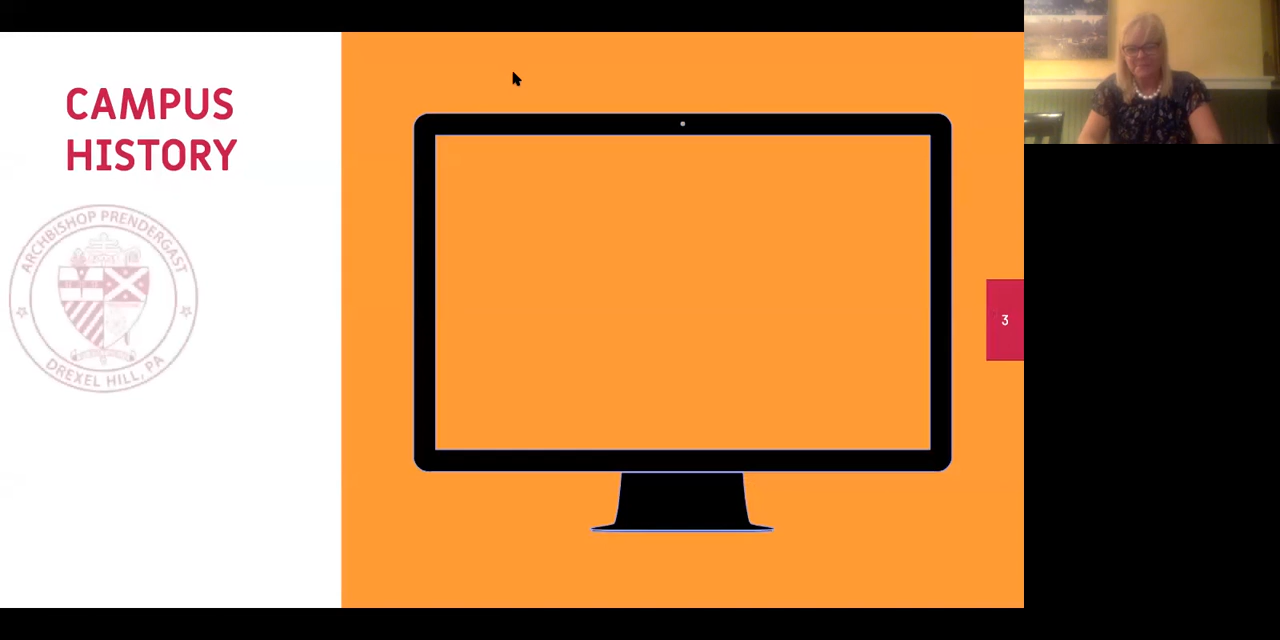 CAMPUS
HISTORY
ARCHBISHOP PRENDERGAST
DREXEL HILL, PA
3